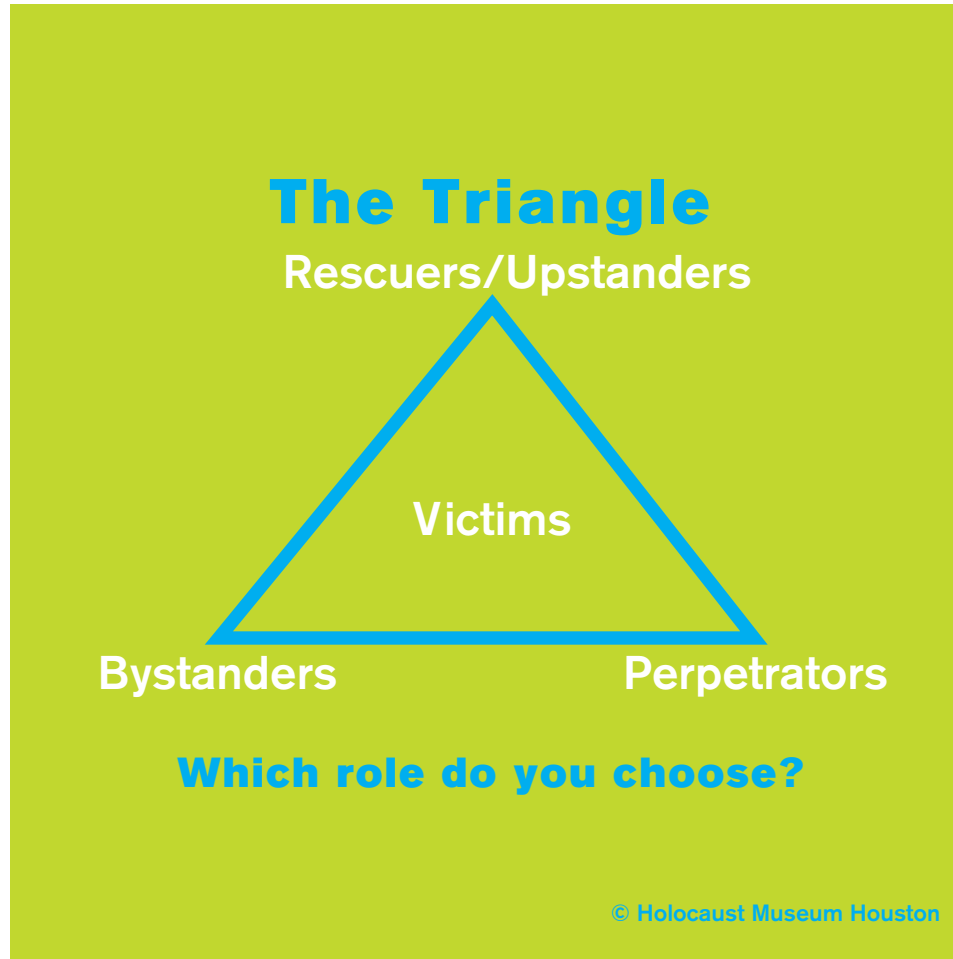 The Triangle
Rescuers/Upstanders
Victims
Bystanders
Perpetrators
Which role do you choose?
© Holocaust Museum Houston